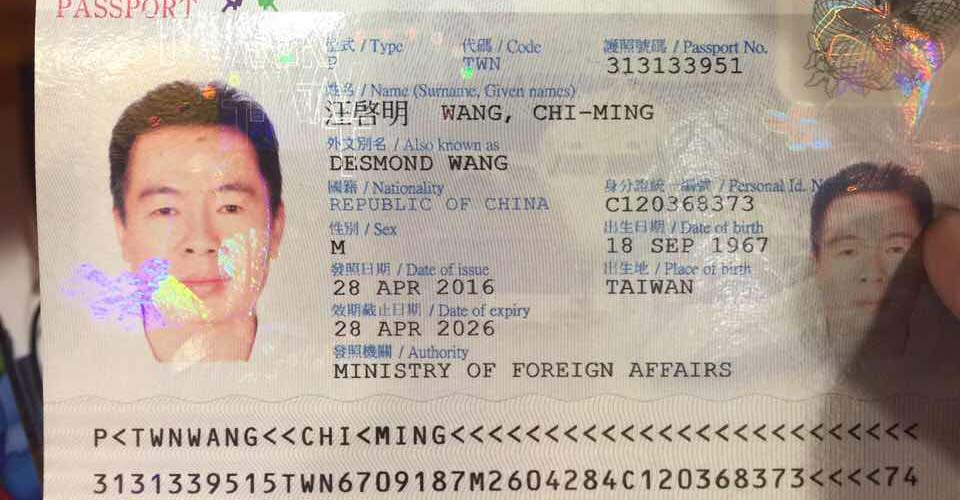 PASSPORT
型式 / Type 代碼 / Code 護照號碼 / Passport No.
P TWN 313133951
姓名 / Name (Surname, Given names)
汪啓明 WANG, CHI-MING
外文別名 / Also known as
DESMOND WANG
國籍 / Nationality 身分證統一編號 / Personal Id. N
REPUBLIC OF CHINA C120368373
性別 / Sex 出生日期 / Date of birth
M 18 SEP 1967
發照日期 / Date of issue 出生地 / Place of birth
28 APR 2016 TAIWAN
效期截止日期 / Date of expiry
28 APR 2026
發照機關 / Authority
MINISTRY OF FOREIGN AFFAIRS
P<TWNWANG<<CHI<MING<<<<<<<<<<<<<<<<<<<<<<<<<
3131339515TWN6709187M2604284C120368373<<<<74